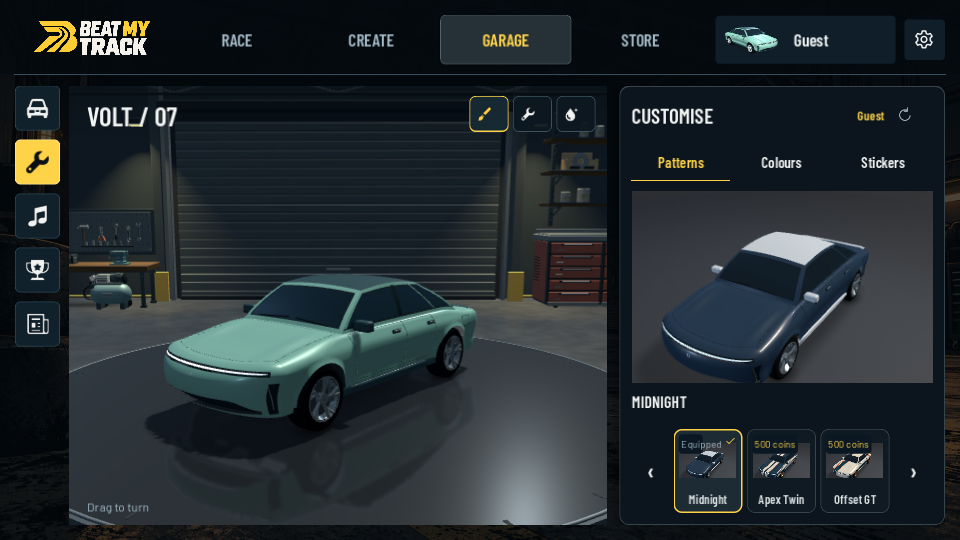 BEAT MY
TRACK
RACE
CREATE
GARAGE
STORE
Guest
VOLT / 07
CUSTOMISE
Guest
Patterns
Colours
Stickers
MIDNIGHT
Equipped
500 coins
500 coins
‹
›
Midnight
Apex Twin
Offset GT
Drag to turn